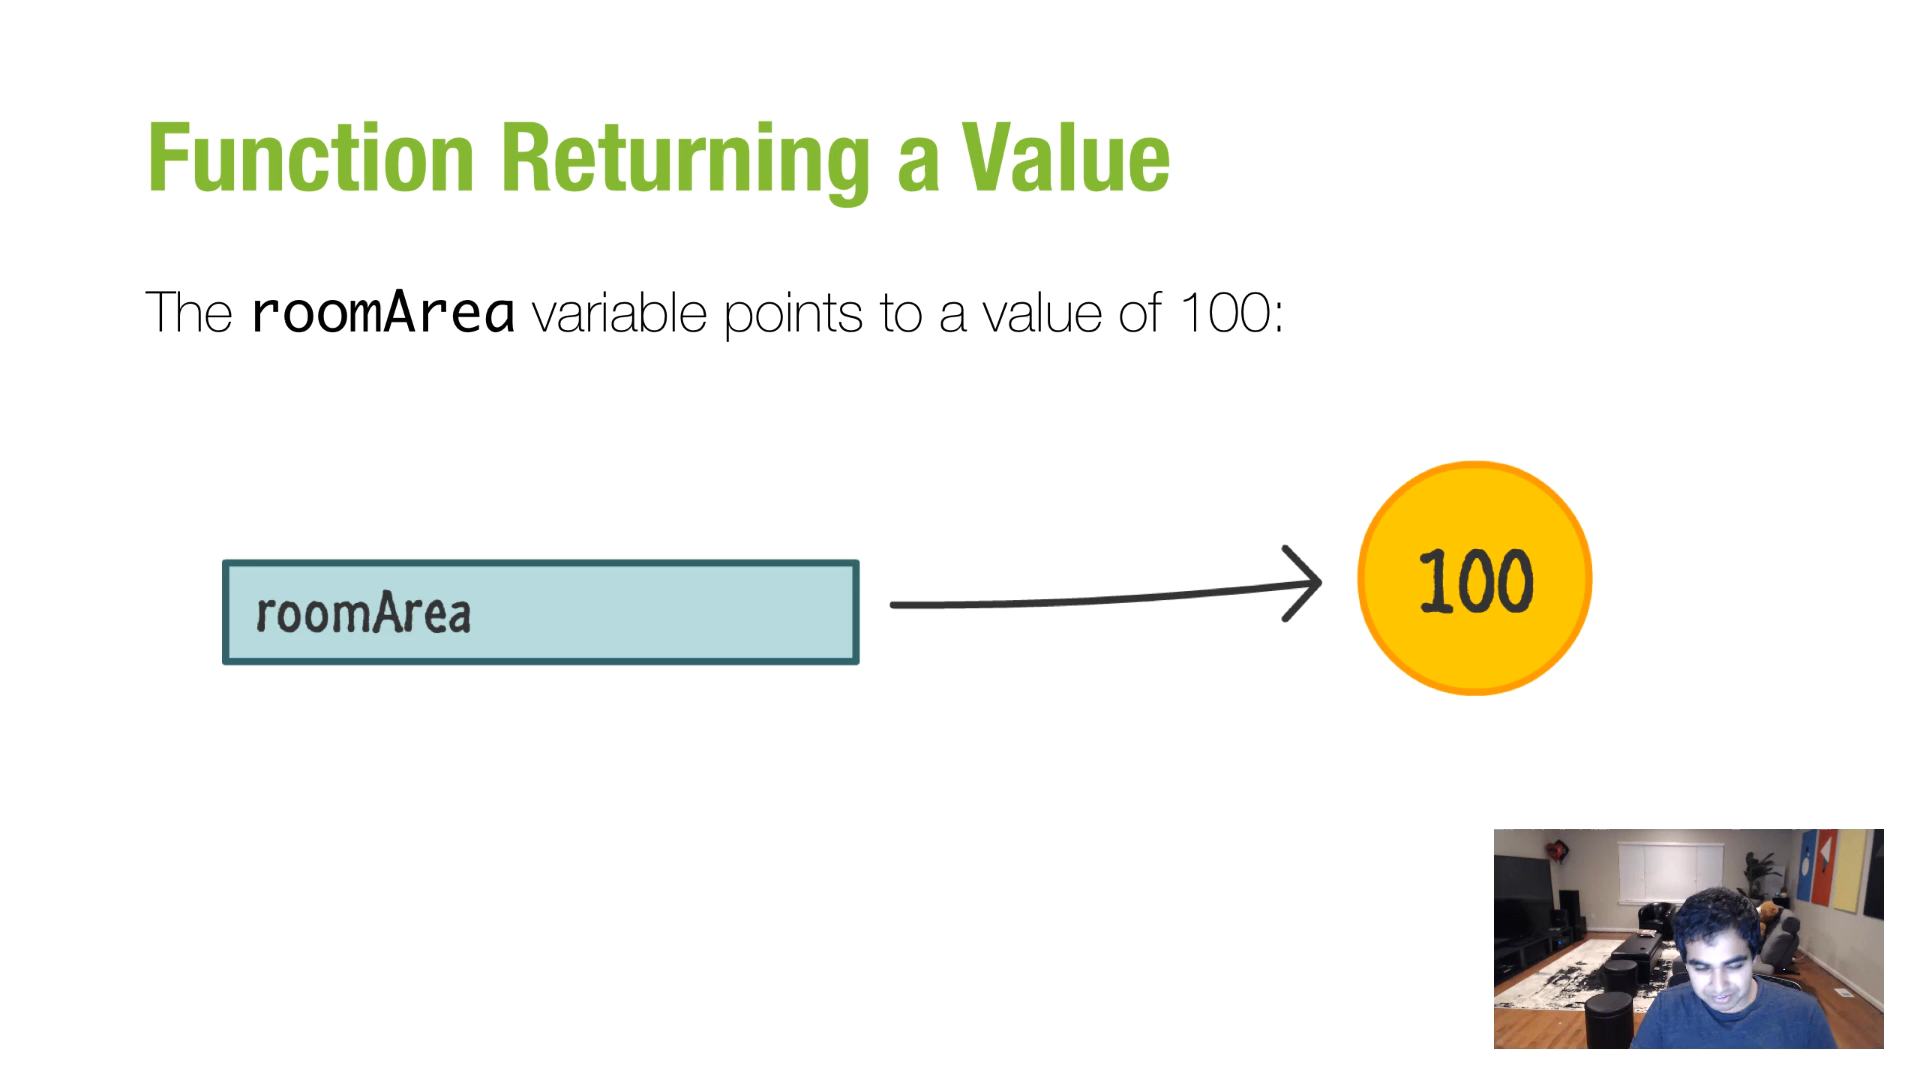 Function Returning a Value
The roomArea variable points to a value of 100:
roomArea
100